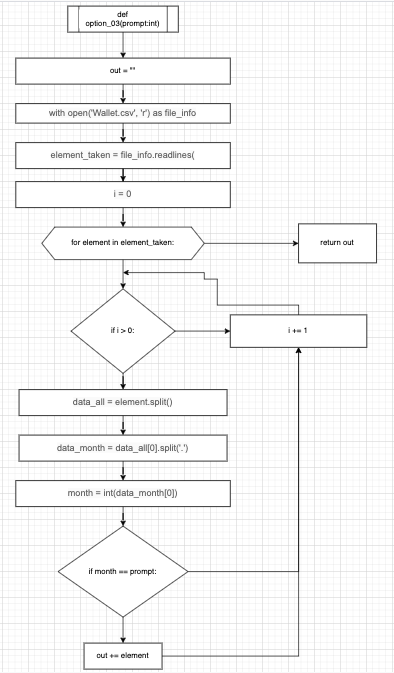 def
option_03(prompt:int)
out = ""
with open('Wallet.csv', 'r') as file_info
element_taken = file_info.readlines(
i = 0
for element in element_taken:
return out
if i > 0:
i += 1
data_all = element.split()
data_month = data_all[0].split('.')
month = int(data_month[0])
if month == prompt:
out += element